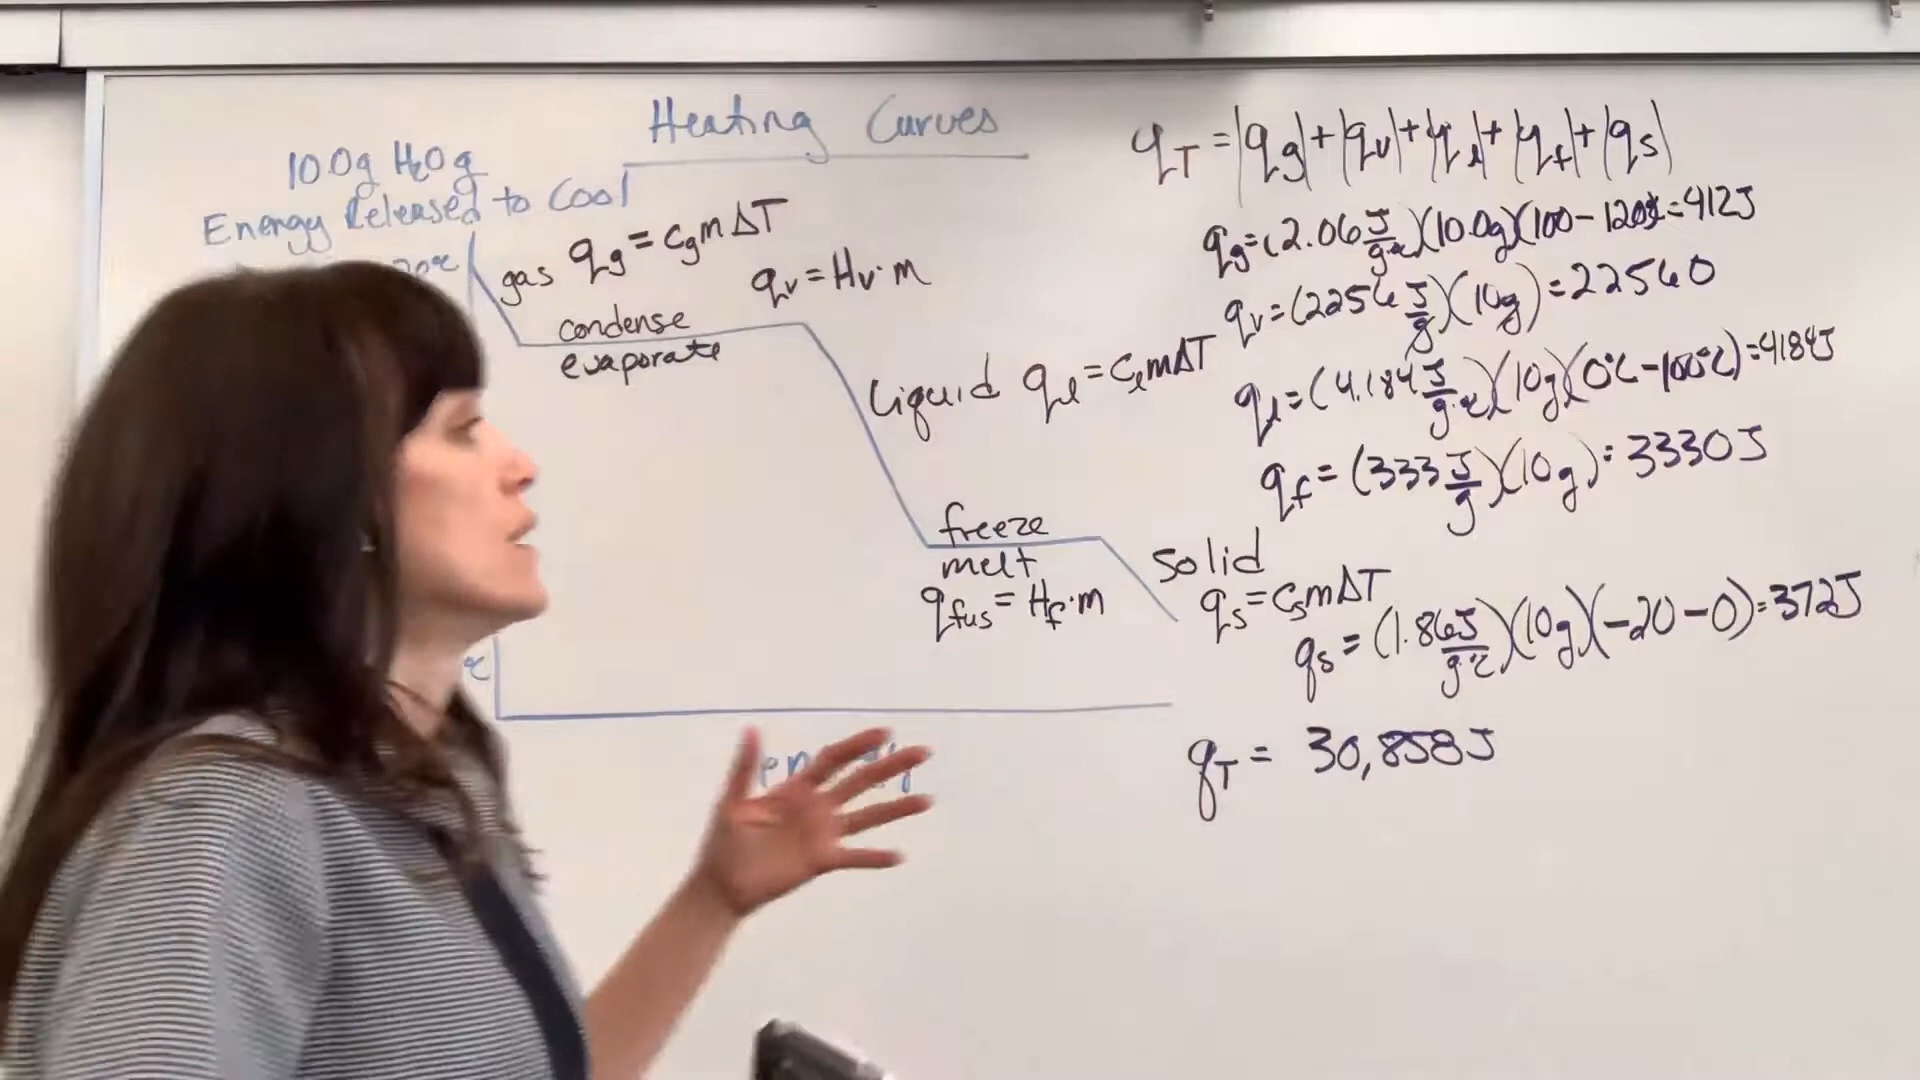 Heating Curves
10.0g H₂O g
Energy Released to Cool
gas qg = cgmΔT
qv = Hv·m
condense
evaporate
Liquid qℓ = cℓmΔT
freeze
melt
qfus = Hf·m
Solid
qs = csmΔT
°C
qT = |qg| + |qv| + |qℓ| + |qf| + |qs|
qg = (2.06 J/g·°C)(10.0g)(100 - 120)= 412J
qv = (2256 J/g)(10g) = 22560
qℓ = (4.184 J/g·°C)(10g)(0°C - 100°C) = 4184J
qf = (333 J/g)(10g) = 3330J
qs = (1.86J/g°C)(10g)(-20 - 0) = 372J
qT = 30,858J